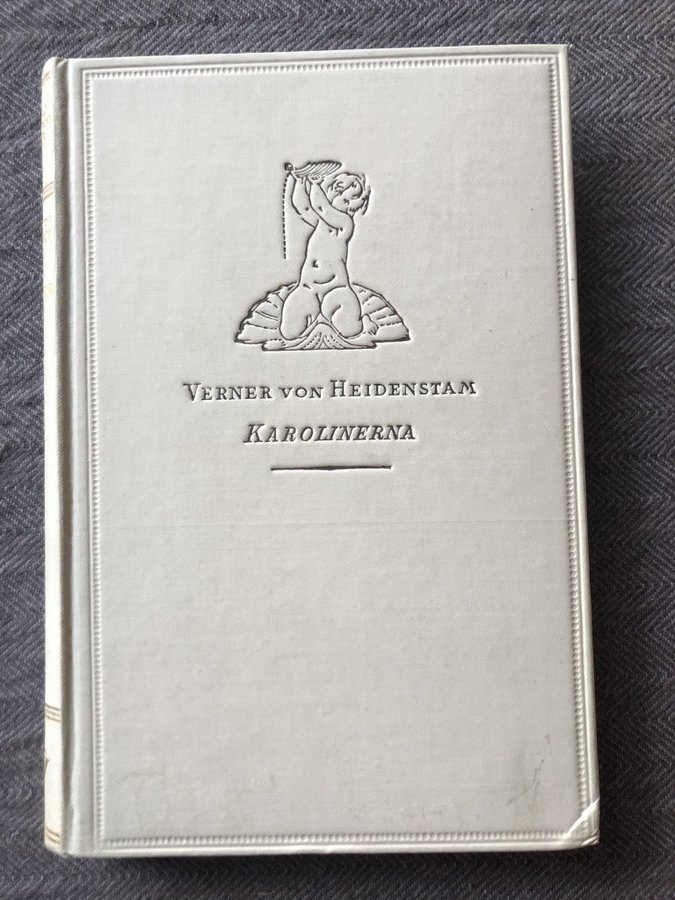 VERNER VON HEIDENSTAM
KAROLINERNA